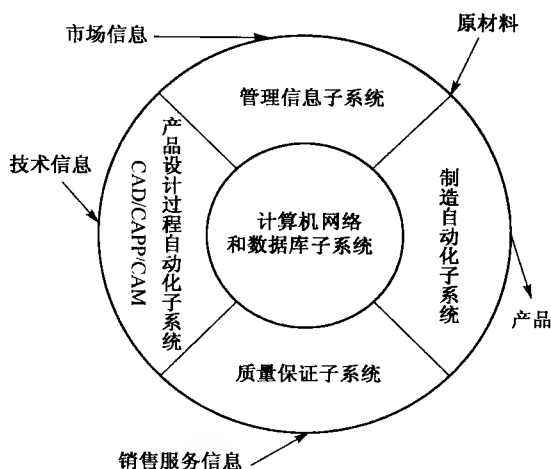 市场信息
原材料
管理信息子系统
技术信息
产品设计过程自动化子系统
CAD/CAPP/CAM
计算机网络
和数据库子系统
制造自动化子系统
产品
质量保证子系统
销售服务信息